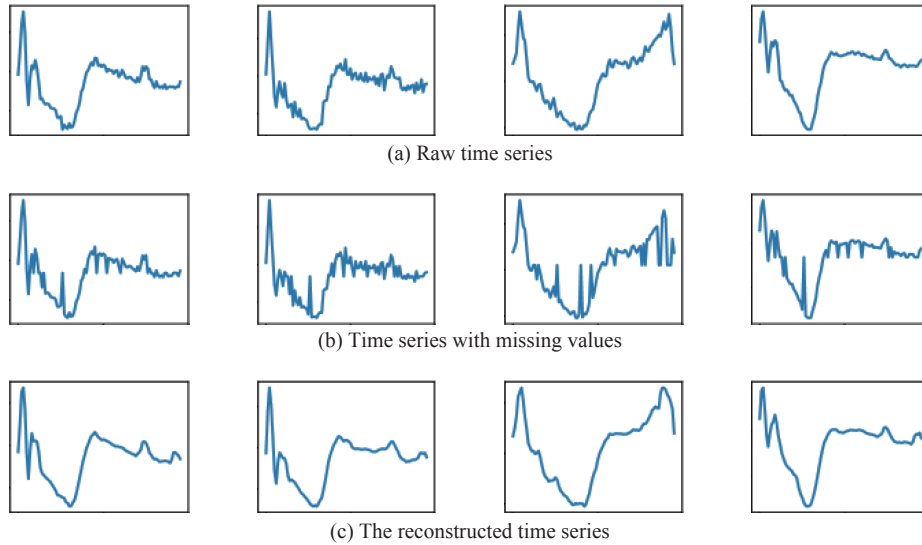 (a) Raw time series
(b) Time series with missing values
(c) The reconstructed time series